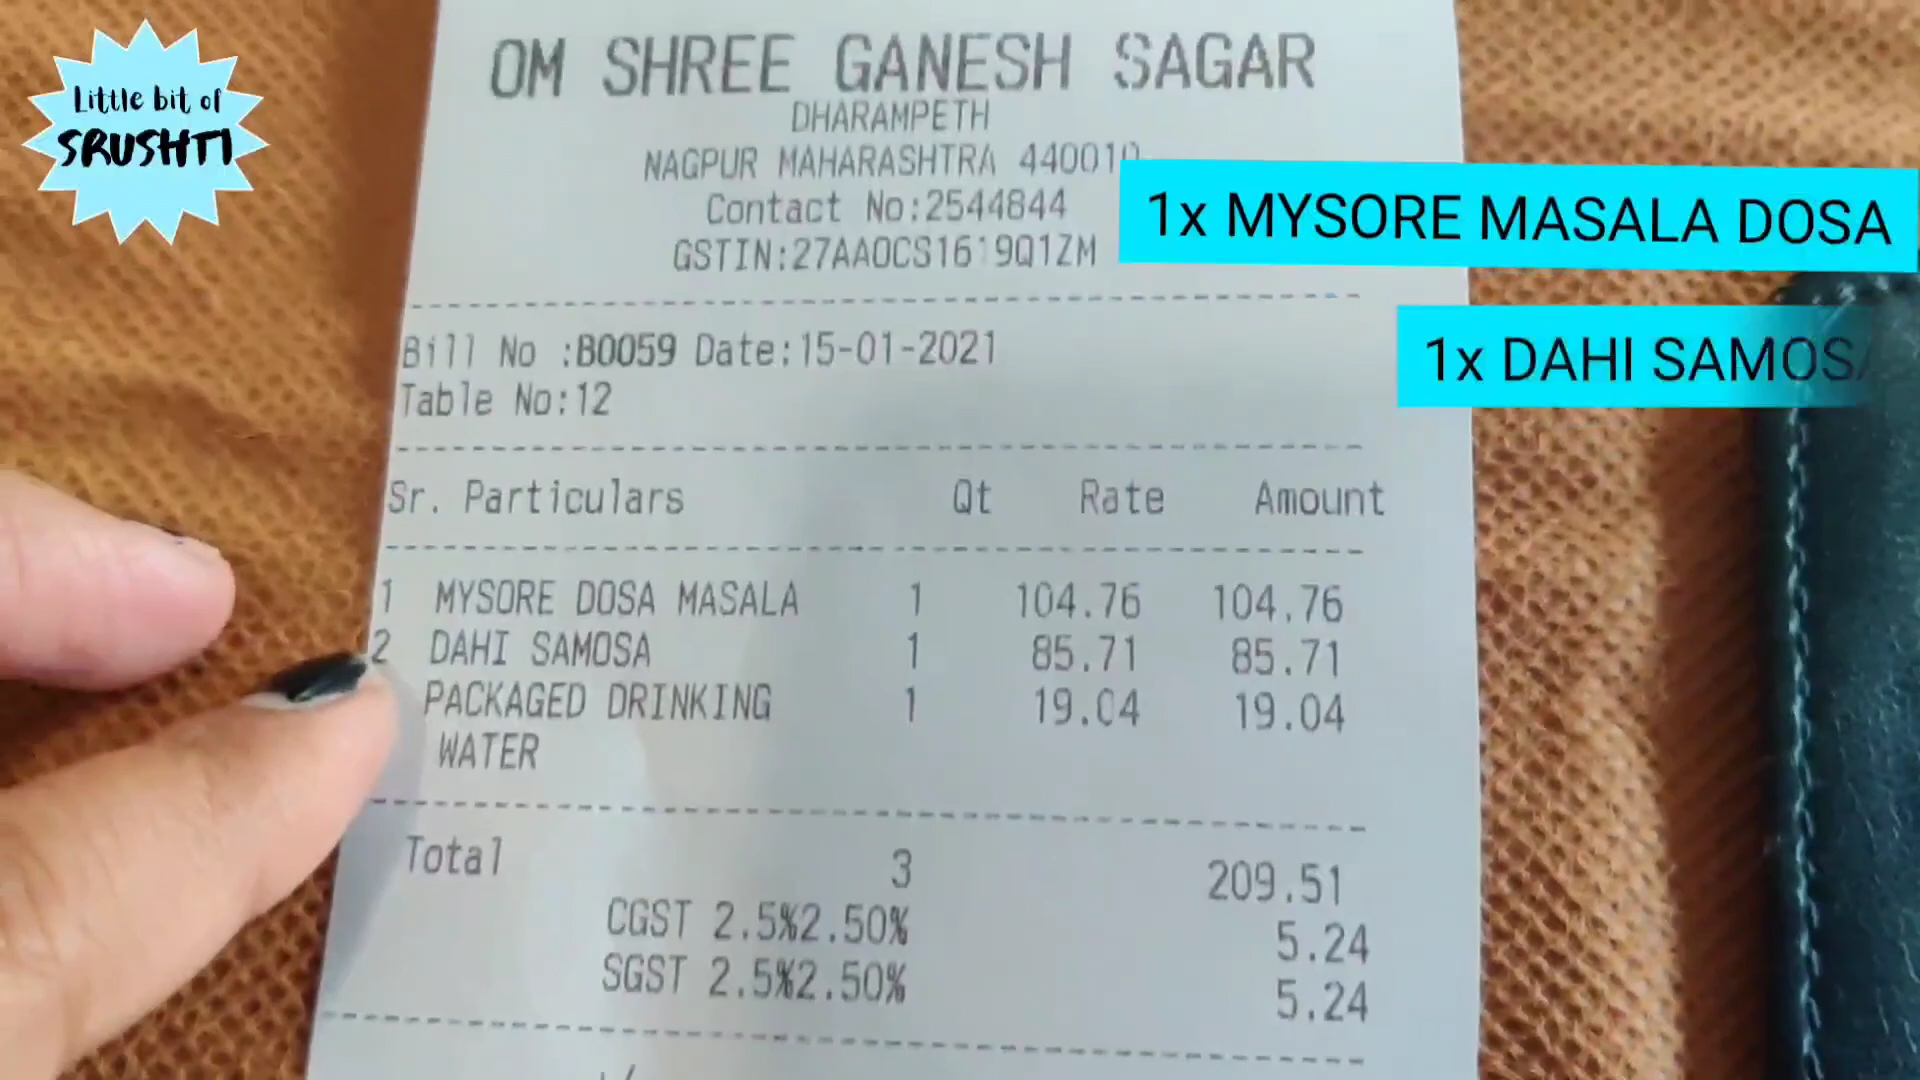 Little bit of
SRUSHTI
OM SHREE GANESH SAGAR
DHARAMPETH
NAGPUR MAHARASHTRA 440010
Contact No:2544844
GSTIN:27AAOCS1619Q1ZM
1x MYSORE MASALA DOSA
1x DAHI SAMOSA
Bill No :B0059 Date:15-01-2021
Table No:12
Sr. Particulars Qt Rate Amount
1 MYSORE DOSA MASALA 1 104.76 104.76
2 DAHI SAMOSA 1 85.71 85.71
PACKAGED DRINKING 1 19.04 19.04
WATER
Total 3 209.51
CGST 2.5%2.50% 5.24
SGST 2.5%2.50% 5.24